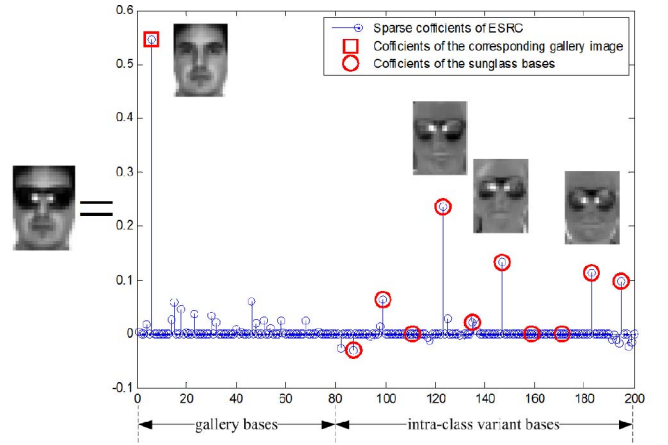 0.6
0.5
0.4
0.3
0.2
0.1
0
-0.1
Sparse cofficients of ESRC
Cofficients of the corresponding gallery image
Cofficients of the sunglass bases
=
0 20 40 60 80 100 120 140 160 180 200
gallery bases intra-class variant bases